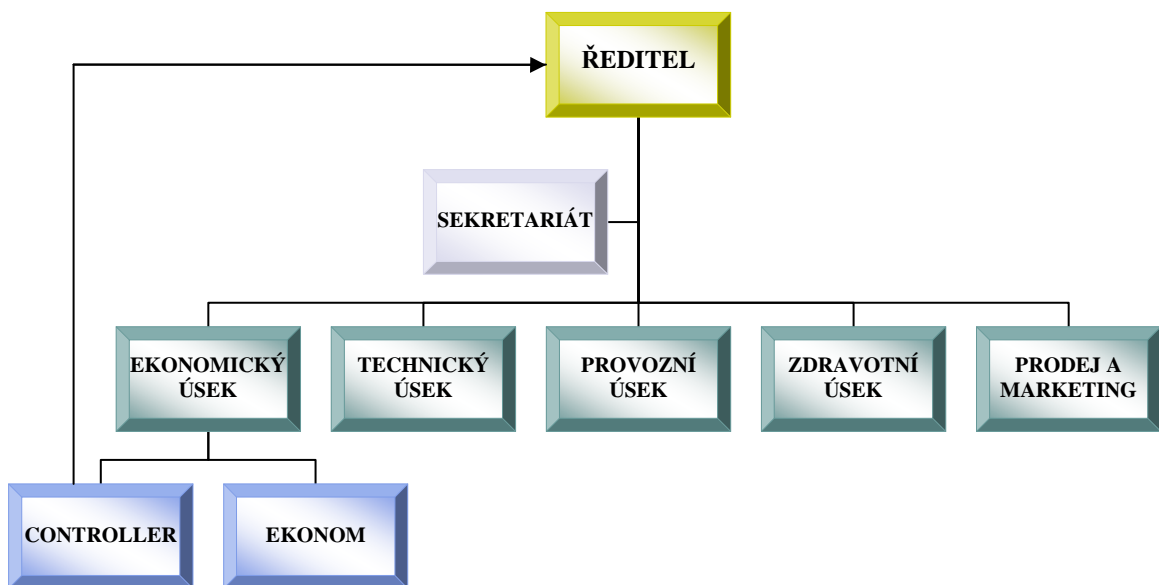 ŘEDITEL
SEKRETARIÁT
EKONOMICKÝ
ÚSEK
TECHNICKÝ
ÚSEK
PROVOZNÍ
ÚSEK
ZDRAVOTNÍ
ÚSEK
PRODEJ A
MARKETING
CONTROLLER
EKONOM